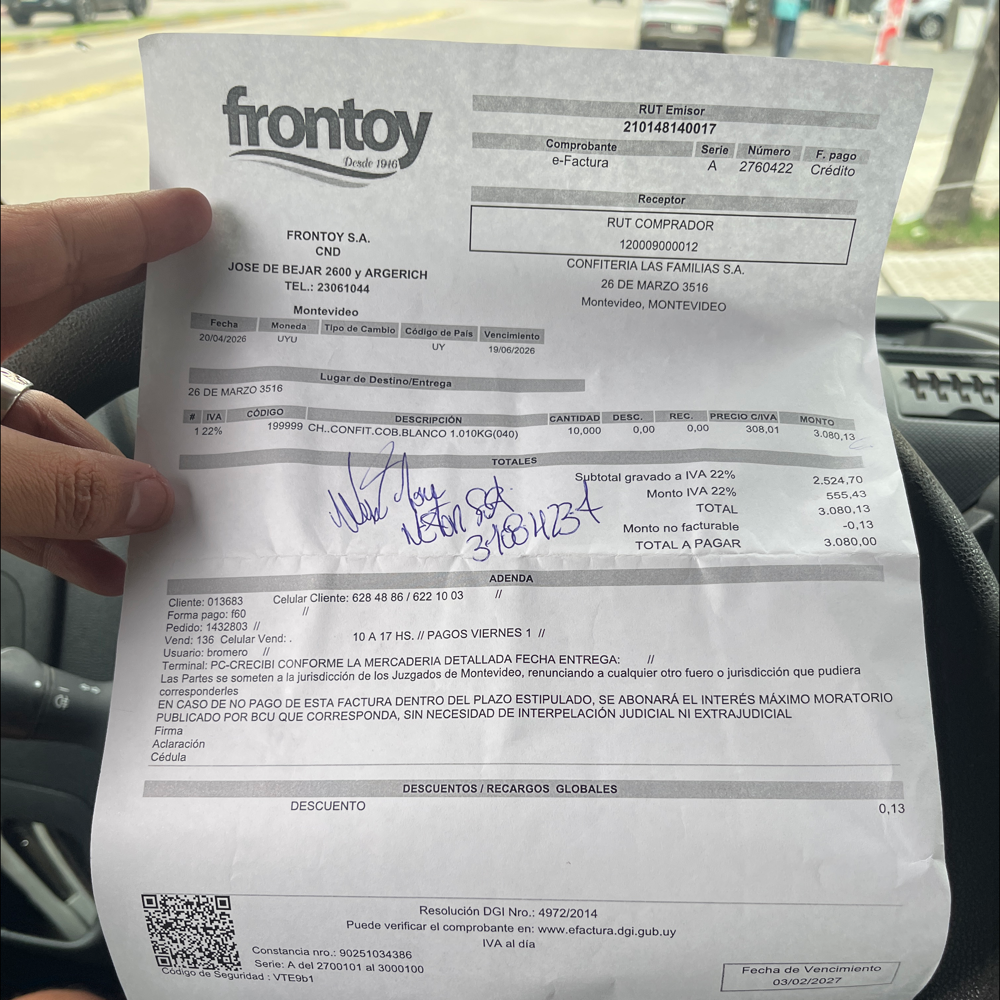 frontoy
Desde 1916
RUT Emisor
210148140017
Comprobante Serie Número F. pago
e-Factura A 2760422 Crédito
Receptor
RUT COMPRADOR
120009000012
CONFITERIA LAS FAMILIAS S.A.
26 DE MARZO 3516
Montevideo, MONTEVIDEO
FRONTOY S.A.
CND
JOSE DE BEJAR 2600 y ARGERICH
TEL.: 23061044
Montevideo
Fecha Moneda Tipo de Cambio Código de País Vencimiento
20/04/2026 UYU UY 19/06/2026
Lugar de Destino/Entrega
26 DE MARZO 3516
# IVA CÓDIGO DESCRIPCIÓN CANTIDAD DESC. REC. PRECIO C/IVA MONTO
1 22% 199999 CH..CONFIT.COB.BLANCO 1.010KG(040) 10,000 0,00 0,00 308,01 3.080,13
TOTALES
Subtotal gravado a IVA 22% 2.524,70
Monto IVA 22% 555,43
TOTAL 3.080,13
Monto no facturable -0,13
TOTAL A PAGAR 3.080,00
ADENDA
Cliente: 013683 Celular Cliente: 628 48 86 / 622 10 03 //
Forma pago: f60 //
Pedido: 1432803 //
Vend: 136 Celular Vend: . 10 A 17 HS. // PAGOS VIERNES 1 //
Usuario: bromero //
Terminal: PC-CRECIBI CONFORME LA MERCADERIA DETALLADA FECHA ENTREGA: //
Las Partes se someten a la jurisdicción de los Juzgados de Montevideo, renunciando a cualquier otro fuero o jurisdicción que pudiera
corresponderles
EN CASO DE NO PAGO DE ESTA FACTURA DENTRO DEL PLAZO ESTIPULADO, SE ABONARÁ EL INTERÉS MÁXIMO MORATORIO
PUBLICADO POR BCU QUE CORRESPONDA, SIN NECESIDAD DE INTERPELACIÓN JUDICIAL NI EXTRAJUDICIAL
Firma
Aclaración
Cédula
DESCUENTOS / RECARGOS GLOBALES
DESCUENTO 0,13
Resolución DGI Nro.: 4972/2014
Puede verificar el comprobante en: www.efactura.dgi.gub.uy
IVA al día
Constancia nro.: 90251034386
Serie: A del 2700101 al 3000100
Código de Seguridad : VTE9b1
Fecha de Vencimiento
03/02/2027